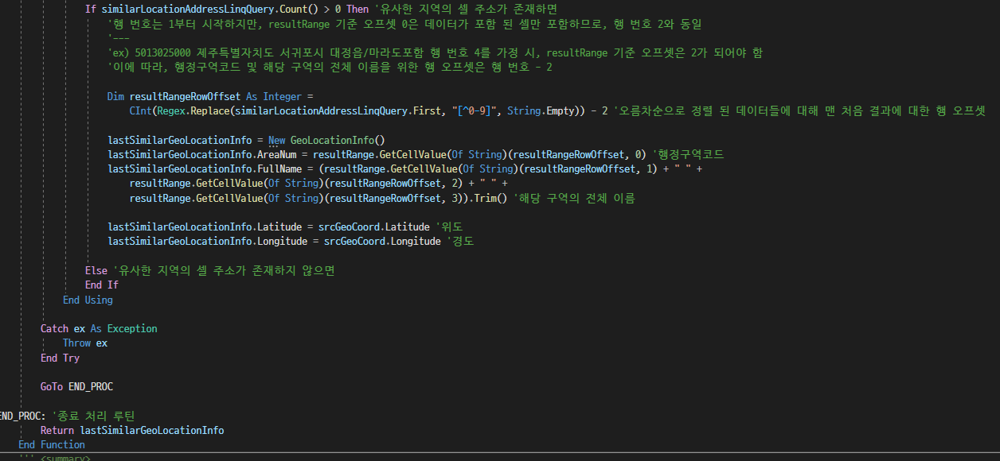 If similarLocationAddressLinqQuery.Count() > 0 Then '유사한 지역의 셀 주소가 존재하면
'행 번호는 1부터 시작하지만, resultRange 기준 오프셋 0은 데이터가 포함 된 셀만 포함하므로, 행 번호 2와 동일
'---
'ex) 5013025000 제주특별자치도 서귀포시 대정읍/마라도포함 행 번호 4를 가정 시, resultRange 기준 오프셋은 2가 되어야 함
'이에 따라, 행정구역코드 및 해당 구역의 전체 이름을 위한 행 오프셋은 행 번호 - 2
Dim resultRangeRowOffset As Integer =
CInt(Regex.Replace(similarLocationAddressLinqQuery.First, "[^0-9]", String.Empty)) - 2 '오름차순으로 정렬 된 데이터들에 대해 맨 처음 결과에 대한 행 오프셋
lastSimilarGeoLocationInfo = New GeoLocationInfo()
lastSimilarGeoLocationInfo.AreaNum = resultRange.GetCellValue(Of String)(resultRangeRowOffset, 0) '행정구역코드
lastSimilarGeoLocationInfo.FullName = (resultRange.GetCellValue(Of String)(resultRangeRowOffset, 1) + " " +
resultRange.GetCellValue(Of String)(resultRangeRowOffset, 2) + " " +
resultRange.GetCellValue(Of String)(resultRangeRowOffset, 3)).Trim() '해당 구역의 전체 이름
lastSimilarGeoLocationInfo.Latitude = srcGeoCoord.Latitude '위도
lastSimilarGeoLocationInfo.Longitude = srcGeoCoord.Longitude '경도
Else '유사한 지역의 셀 주소가 존재하지 않으면
End If
End Using
Catch ex As Exception
Throw ex
End Try
GoTo END_PROC
END_PROC: '종료 처리 루틴
Return lastSimilarGeoLocationInfo
End Function
''' <summary>